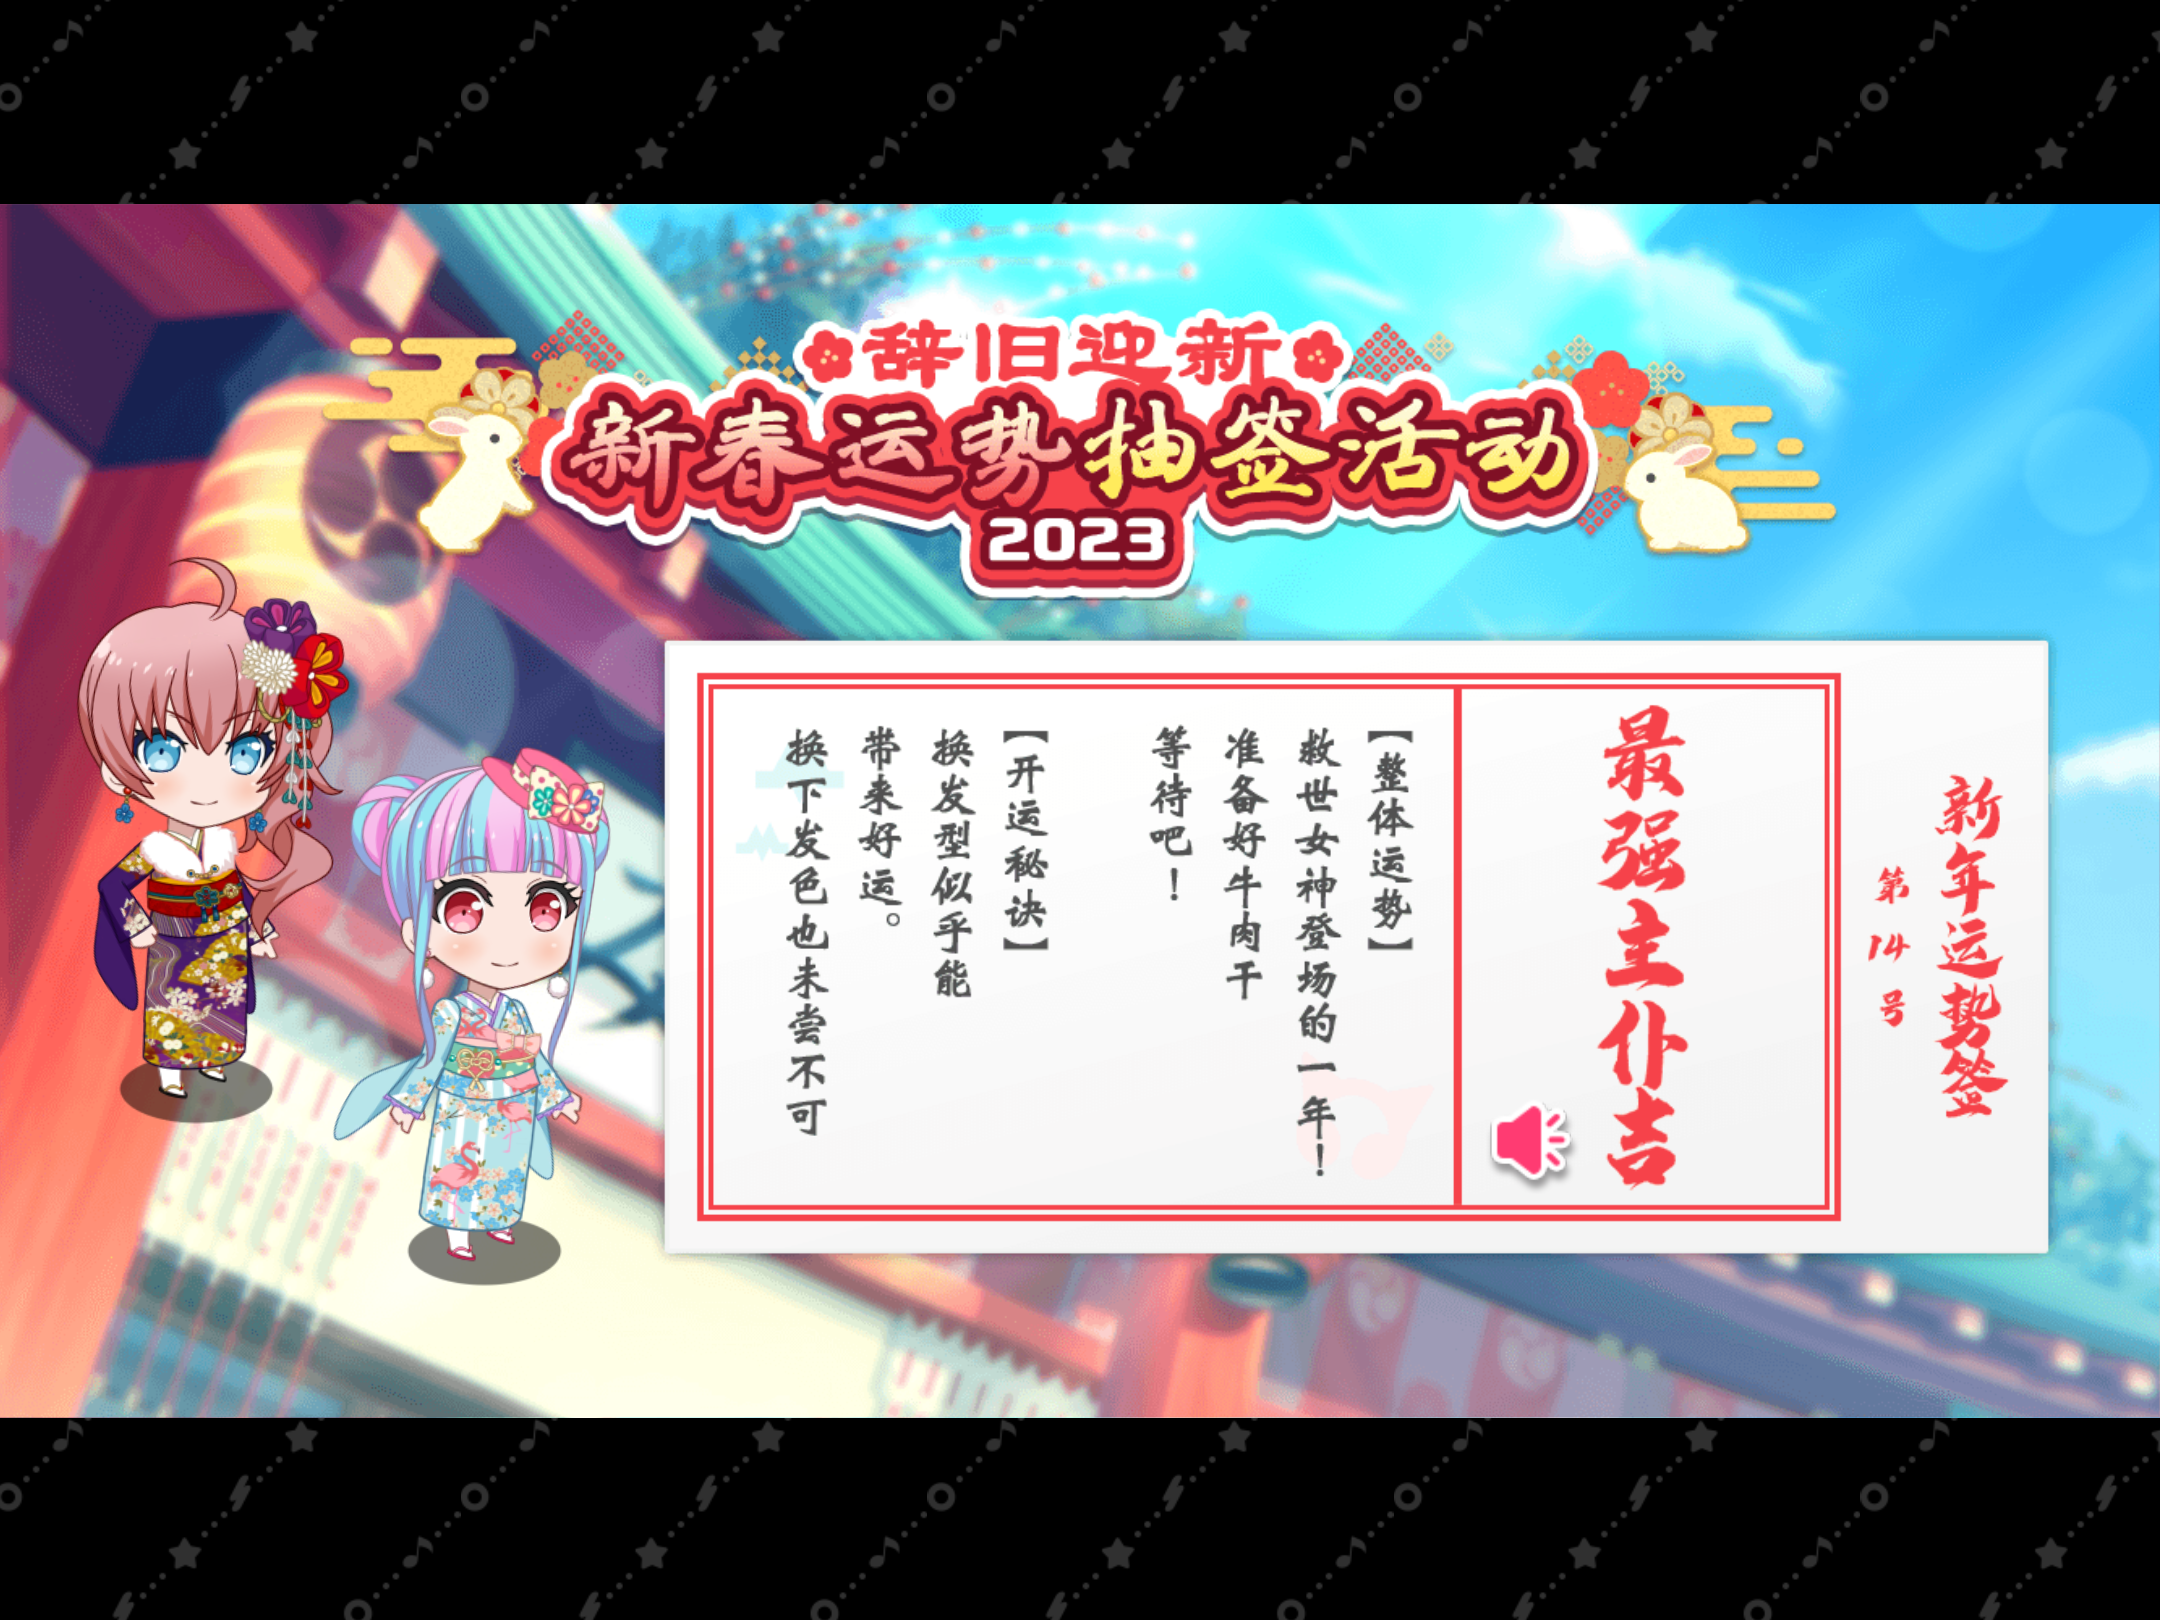 辞旧迎新
新春运势抽签活动
2023
新年运势签
第14号
最强主仆吉
【整体运势】
救世女神登场的一年！
准备好牛肉干
等待吧！
【开运秘诀】
换发型似乎能
带来好运。
换下发色也未尝不可